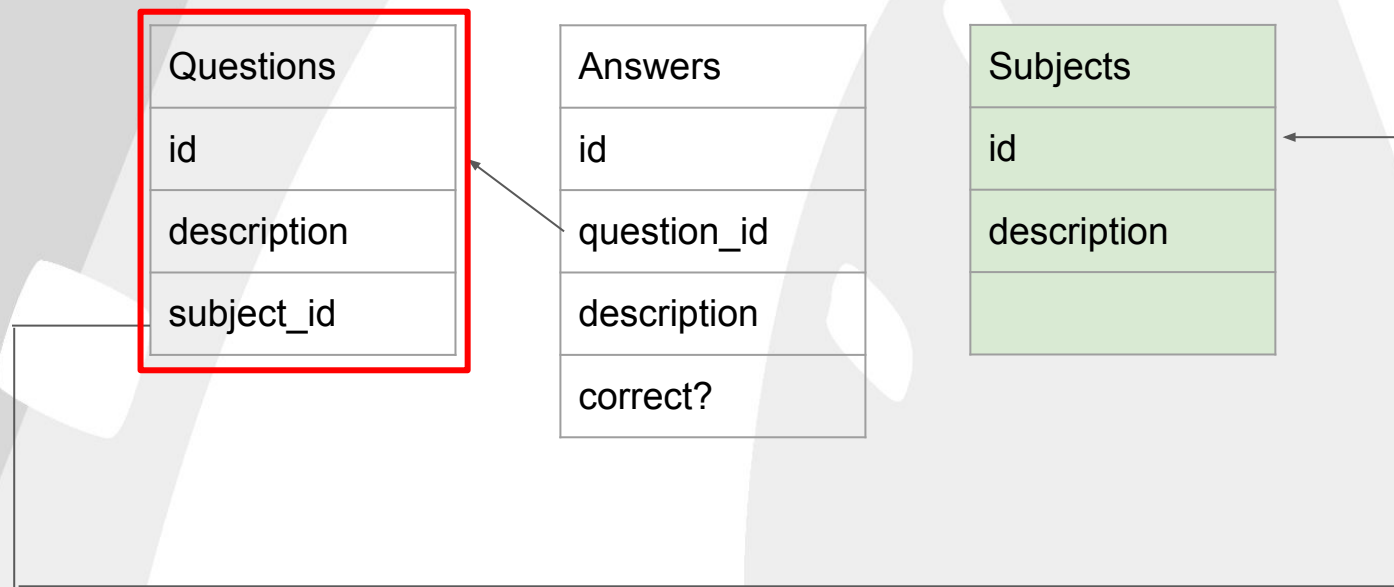 Questions
id
description
subject_id
Answers
id
question_id
description
correct?
Subjects
id
description